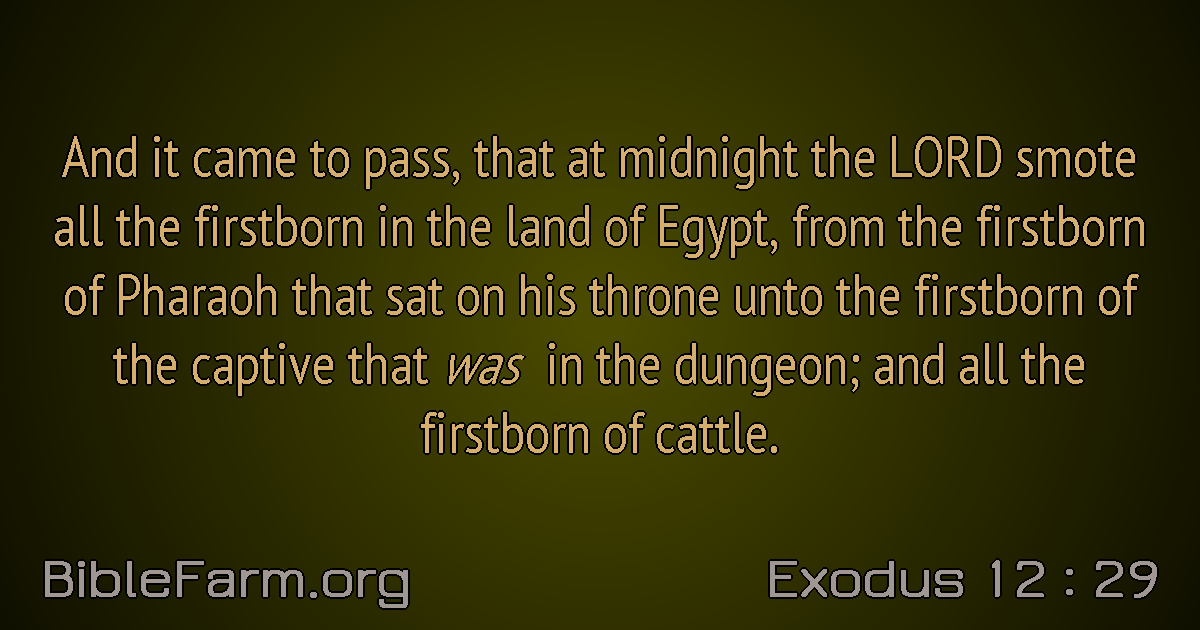 And it came to pass, that at midnight the LORD smote
all the firstborn in the land of Egypt, from the firstborn
of Pharaoh that sat on his throne unto the firstborn of
the captive that was in the dungeon; and all the
firstborn of cattle.
BibleFarm.org
Exodus 12 : 29